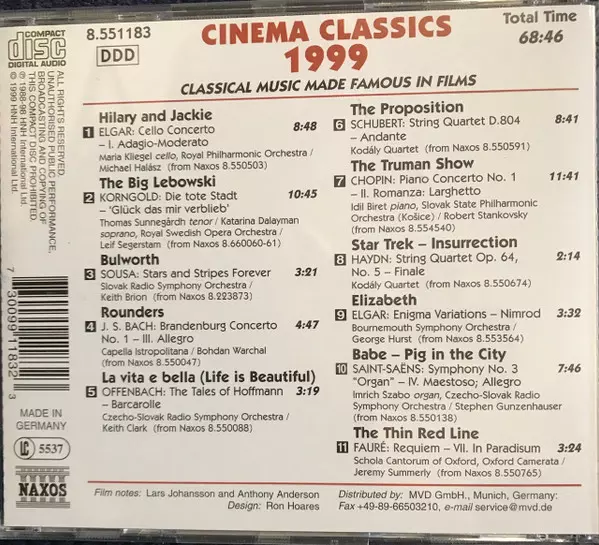 COMPACT
disc
DIGITAL AUDIO
8.551183
DDD
CINEMA CLASSICS
1999
Total Time
68:46
CLASSICAL MUSIC MADE FAMOUS IN FILMS
ALL RIGHTS RESERVED.
UNAUTHORISED PUBLIC PERFORMANCE,
BROADCASTING AND COPYING OF
THIS COMPACT DISC PROHIBITED.
℗ 1988-98 HNH International Ltd.
© 1999 HNH International Ltd.
Hilary and Jackie
1 ELGAR: Cello Concerto 8:48
– I. Adagio-Moderato
Maria Kliegel cello, Royal Philharmonic Orchestra /
Michael Halász (from Naxos 8.550503)
The Big Lebowski
2 KORNGOLD: Die tote Stadt 10:45
– ‘Glück das mir verblieb’
Thomas Sunnegårdh tenor / Katarina Dalayman
soprano, Royal Swedish Opera Orchestra /
Leif Segerstam (from Naxos 8.660060-61)
Bulworth
3 SOUSA: Stars and Stripes Forever 3:21
Slovak Radio Symphony Orchestra /
Keith Brion (from Naxos 8.223873)
Rounders
4 J. S. BACH: Brandenburg Concerto 4:47
No. 1 – III. Allegro
Capella Istropolitana / Bohdan Warchal
(from Naxos 8.550047)
La vita e bella (Life is Beautiful)
5 OFFENBACH: The Tales of Hoffmann 3:19
– Barcarolle
Czecho-Slovak Radio Symphony Orchestra /
Keith Clark (from Naxos 8.550088)
The Proposition
6 SCHUBERT: String Quartet D.804 8:41
– Andante
Kodály Quartet (from Naxos 8.550591)
The Truman Show
7 CHOPIN: Piano Concerto No. 1 11:41
– II. Romanza: Larghetto
Idil Biret piano, Slovak State Philharmonic
Orchestra (Košice) / Robert Stankovsky
(from Naxos 8.554540)
Star Trek – Insurrection
8 HAYDN: String Quartet Op. 64, 2:14
No. 5 – Finale
Kodály Quartet (from Naxos 8.550674)
Elizabeth
9 ELGAR: Enigma Variations – Nimrod 3:32
Bournemouth Symphony Orchestra /
George Hurst (from Naxos 8.553564)
Babe – Pig in the City
10 SAINT-SAËNS: Symphony No. 3 7:46
"Organ" – IV. Maestoso; Allegro
Imrich Szabo organ, Czecho-Slovak Radio
Symphony Orchestra / Stephen Gunzenhauser
(from Naxos 8.550138)
The Thin Red Line
11 FAURÉ: Requiem – VII. In Paradisum 3:24
Schola Cantorum of Oxford, Oxford Camerata /
Jeremy Summerly (from Naxos 8.550765)
7 30099 11832 3
MADE IN
GERMANY
LC 5537
NAXOS
Film notes: Lars Johansson and Anthony Anderson
Design: Ron Hoares
Distributed by: MVD GmbH., Munich, Germany:
Fax +49-89-66503210, e-mail service@mvd.de